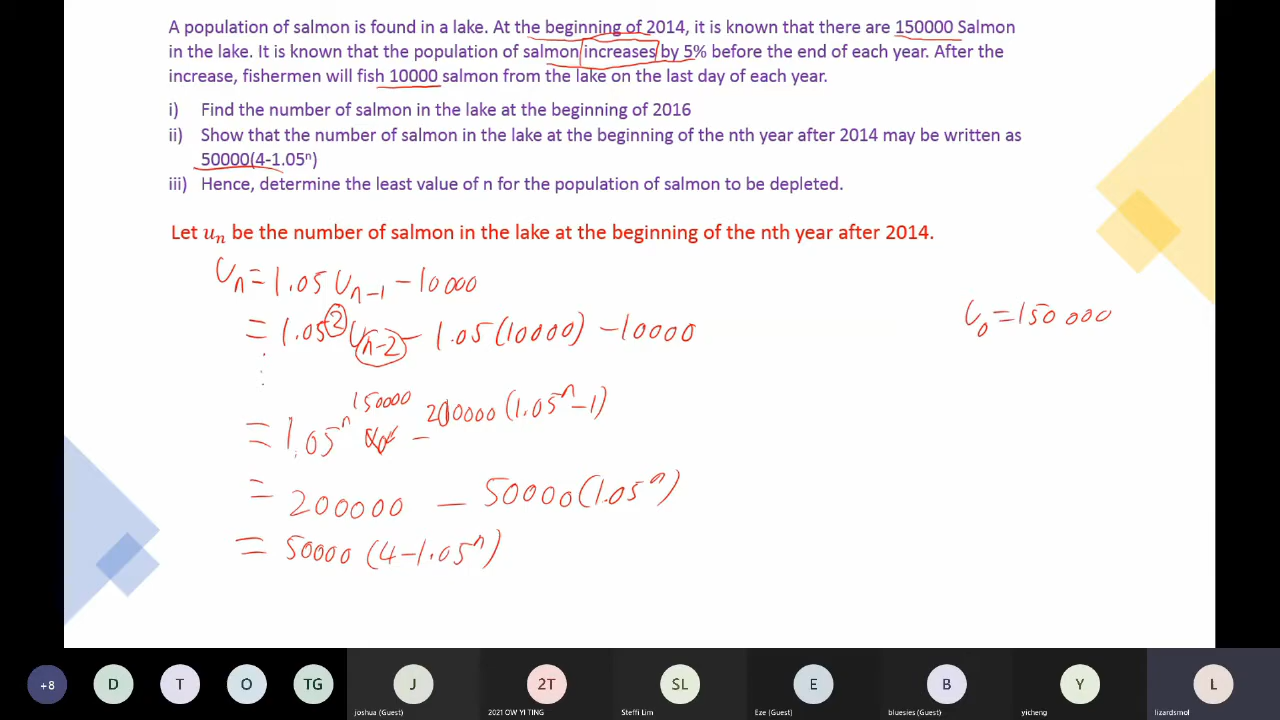 A population of salmon is found in a lake. At the beginning of 2014, it is known that there are 150000 Salmon
in the lake. It is known that the population of salmon increases by 5% before the end of each year. After the
increase, fishermen will fish 10000 salmon from the lake on the last day of each year.
i) Find the number of salmon in the lake at the beginning of 2016
ii) Show that the number of salmon in the lake at the beginning of the nth year after 2014 may be written as
50000(4-1.05ⁿ)
iii) Hence, determine the least value of n for the population of salmon to be depleted.
Let uₙ be the number of salmon in the lake at the beginning of the nth year after 2014.
Uₙ = 1.05 Uₙ₋₁ - 10000
= 1.05² Uₙ₋₂ - 1.05(10000) - 10000
U₀ = 150000
⋮
= 1.05ⁿ 150000 - 200000(1.05ⁿ - 1)
= 200000 - 50000(1.05ⁿ)
= 50000(4-1.05ⁿ)
+8 D T O TG J 2T SL E B Y L
joshua (Guest) 2021 OW YI TING Steffi Lim Eze (Guest) bluesies (Guest) yicheng lizardsmol